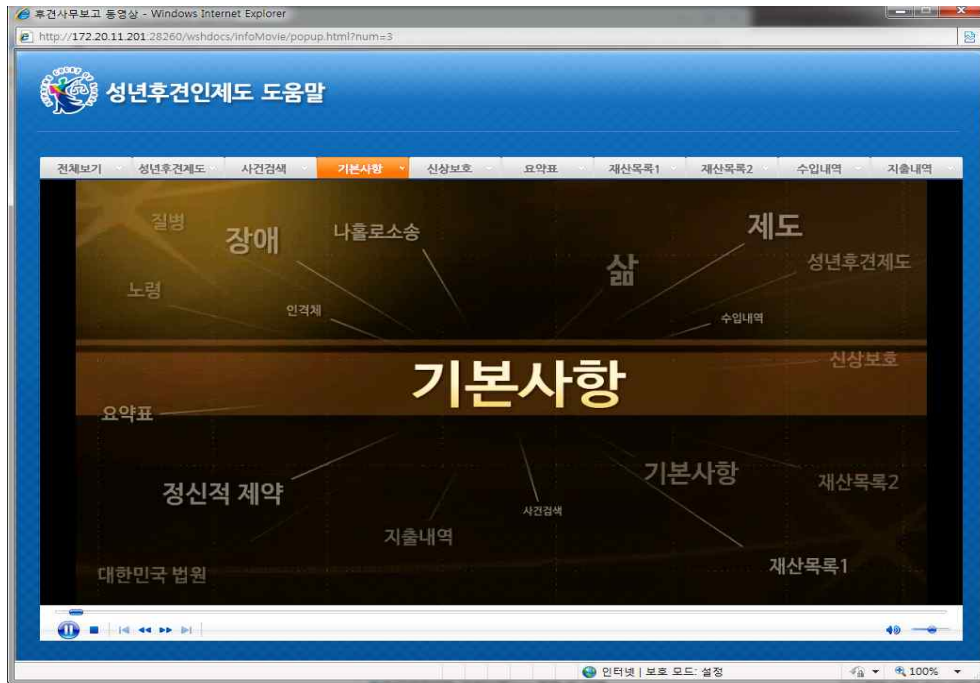 후견사무보고 동영상 - Windows Internet Explorer
http://172.20.11.201:28260/wshdocs/infoMovie/popup.html?num=3
성년후견인제도 도움말
전체보기 성년후견제도 사건검색 기본사항 신상보호 요약표 재산목록1 재산목록2 수입내역 지출내역
질병 장애 나홀로소송 삶 제도
성년후견제도
노령 인격체 수입내역
기본사항
신상보호
요약표
정신적 제약 기본사항 재산목록2
사건검색
지출내역
대한민국 법원 재산목록1
인터넷 | 보호 모드: 설정 100%